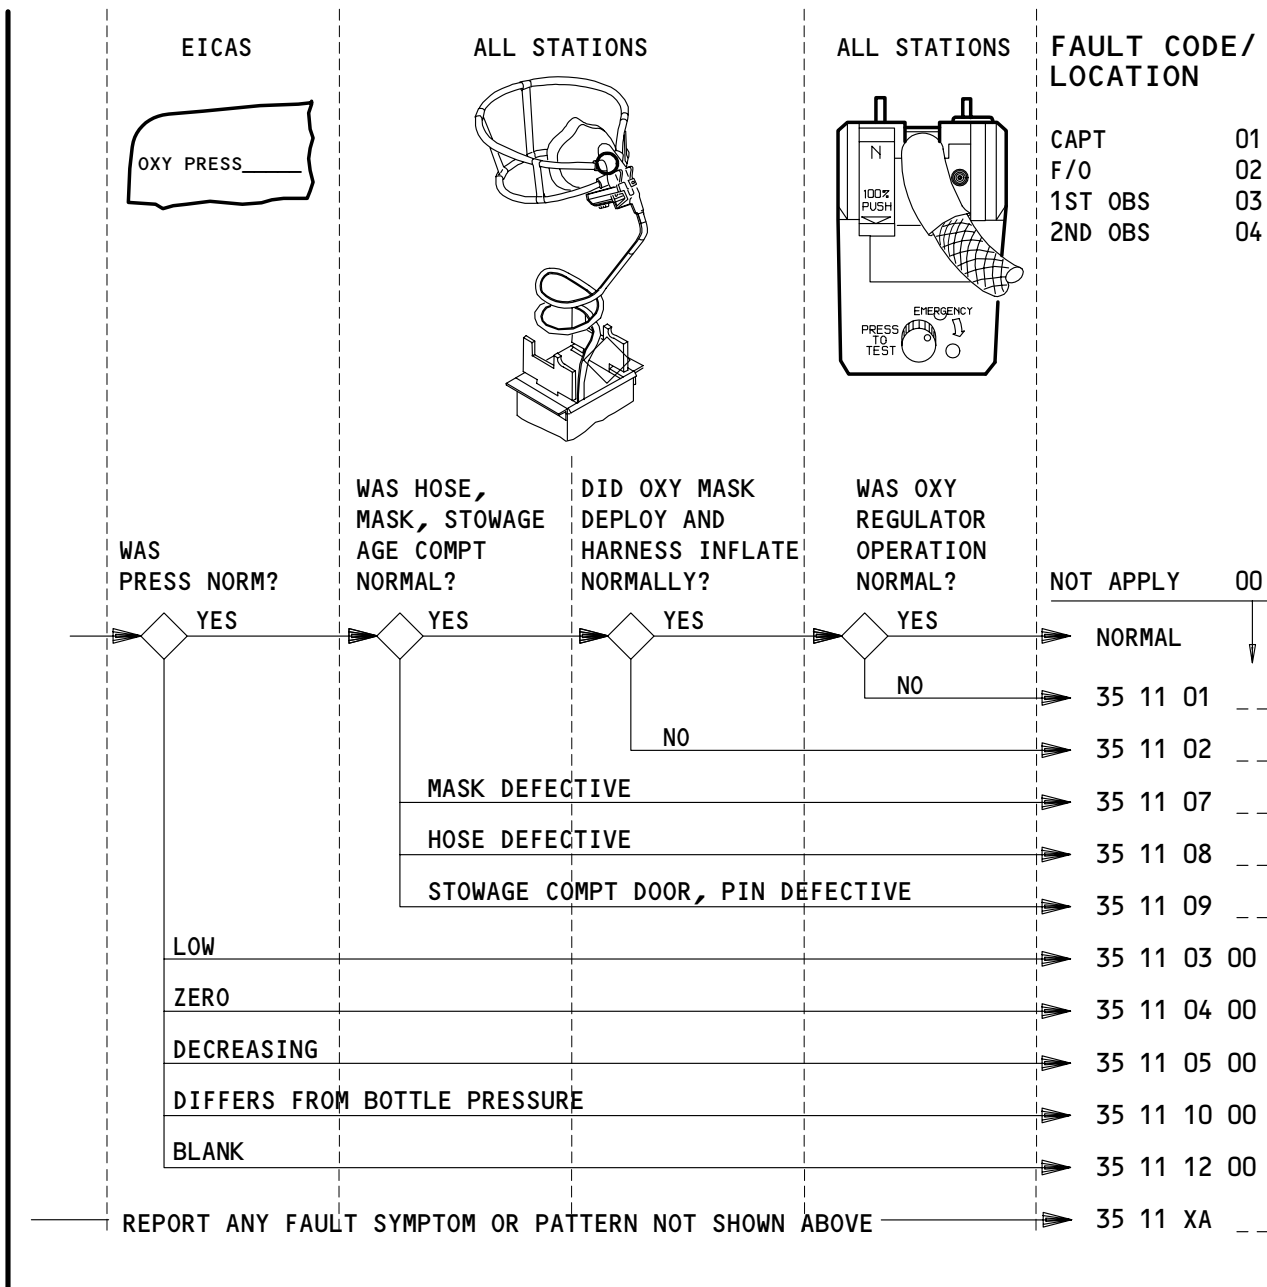 EICAS
ALL STATIONS
ALL STATIONS
FAULT CODE/
LOCATION
OXY PRESS_____
N
100%
PUSH
EMERGENCY
PRESS
TO
TEST
CAPT 01
F/O 02
1ST OBS 03
2ND OBS 04
WAS
PRESS NORM?
WAS HOSE,
MASK, STOWAGE
AGE COMPT
NORMAL?
DID OXY MASK
DEPLOY AND
HARNESS INFLATE
NORMALLY?
WAS OXY
REGULATOR
OPERATION
NORMAL?
NOT APPLY 00
YES
YES
YES
YES
NORMAL
NO
35 11 01 _ _
NO
35 11 02 _ _
MASK DEFECTIVE
35 11 07 _ _
HOSE DEFECTIVE
35 11 08 _ _
STOWAGE COMPT DOOR, PIN DEFECTIVE
35 11 09 _ _
LOW
35 11 03 00
ZERO
35 11 04 00
DECREASING
35 11 05 00
DIFFERS FROM BOTTLE PRESSURE
35 11 10 00
BLANK
35 11 12 00
REPORT ANY FAULT SYMPTOM OR PATTERN NOT SHOWN ABOVE
35 11 XA _ _